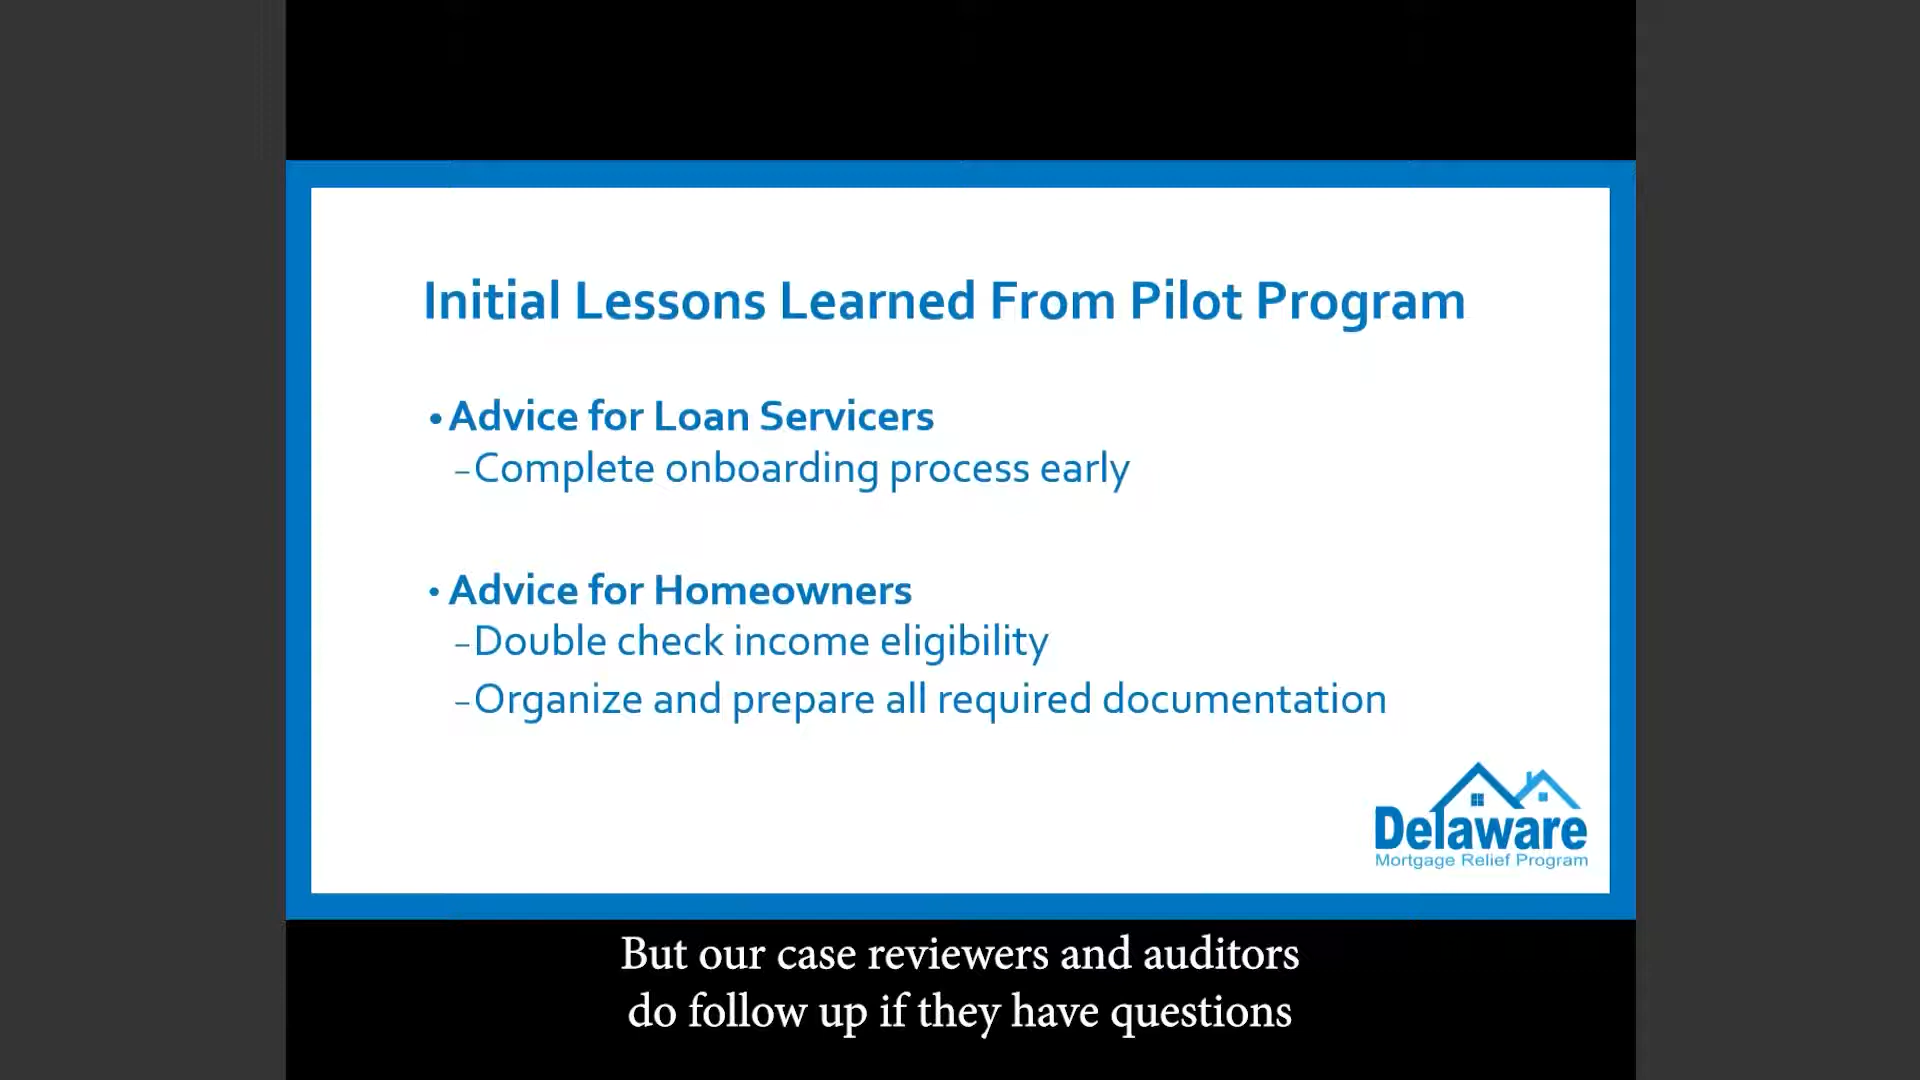 Initial Lessons Learned From Pilot Program
• Advice for Loan Servicers
–Complete onboarding process early
• Advice for Homeowners
–Double check income eligibility
–Organize and prepare all required documentation
Delaware
Mortgage Relief Program
But our case reviewers and auditors
do follow up if they have questions